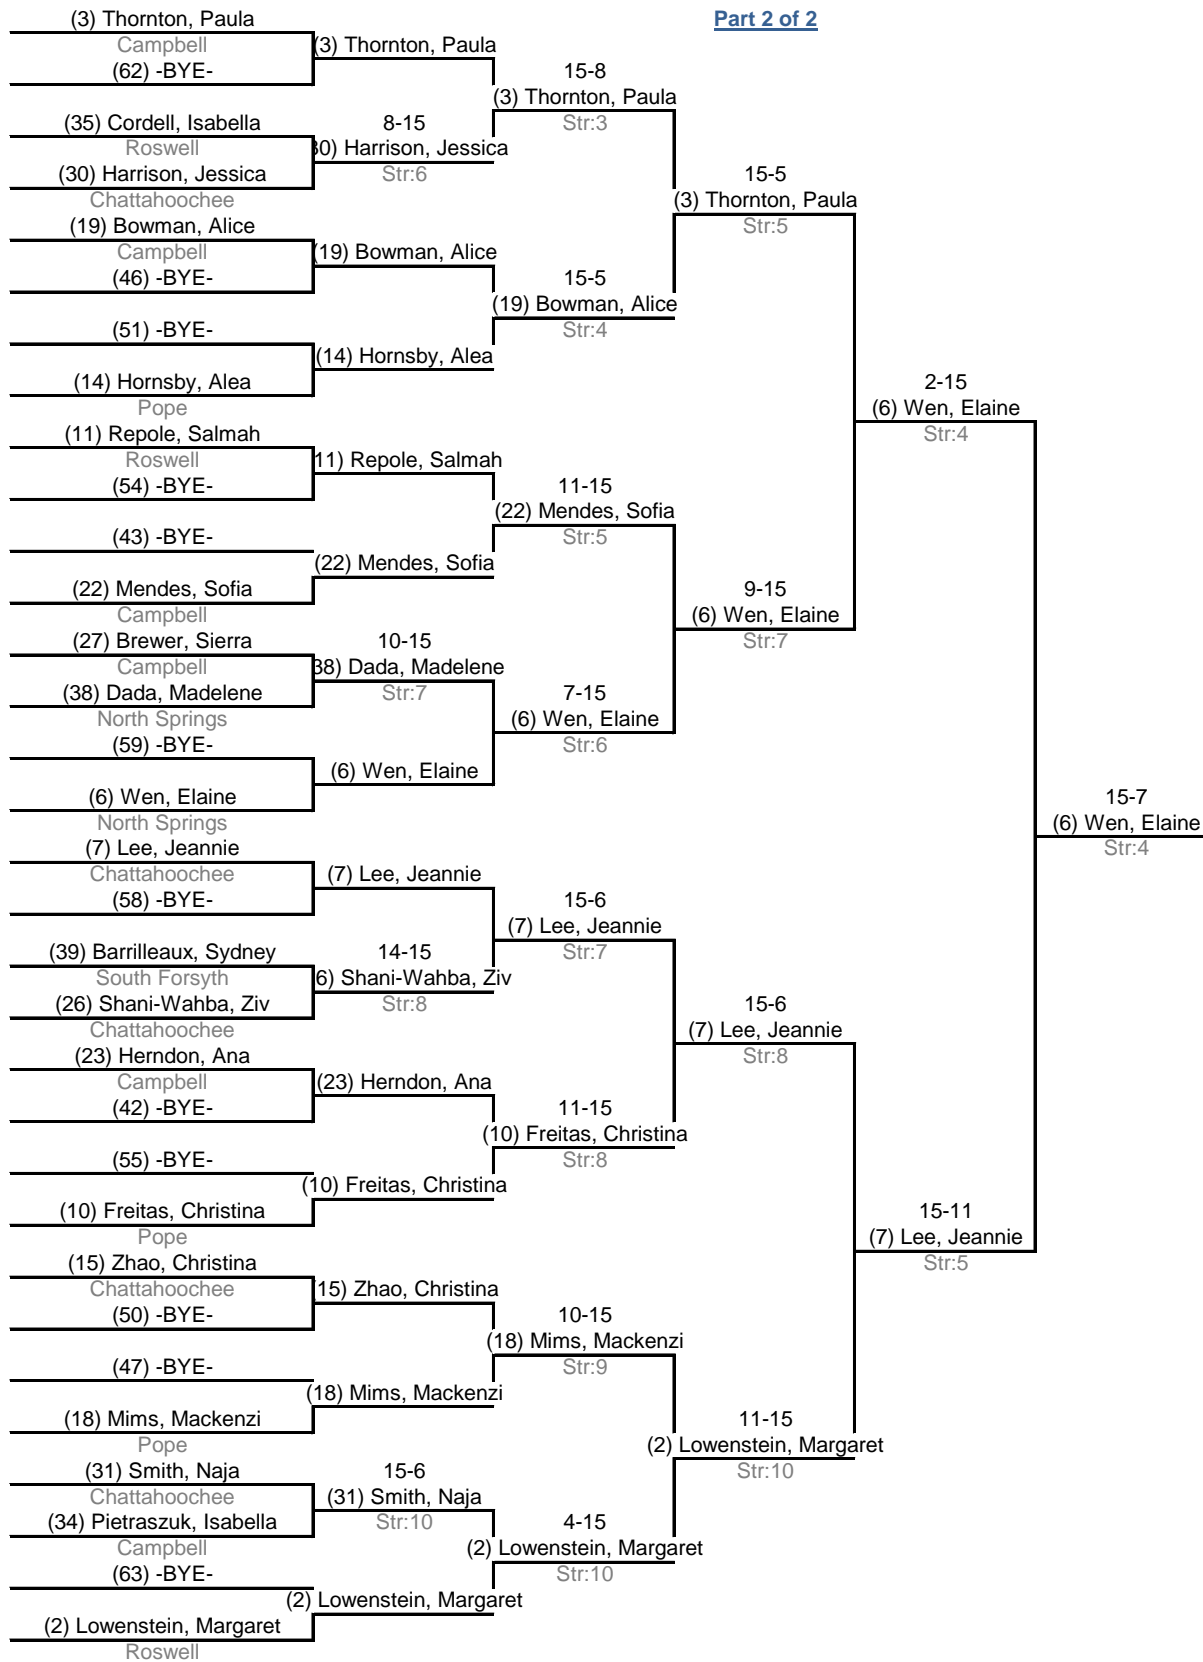 Part 2 of 2
(3) Thornton, Paula
Campbell
(62) -BYE-
(35) Cordell, Isabella
Roswell
(30) Harrison, Jessica
Chattahoochee
(19) Bowman, Alice
Campbell
(46) -BYE-
(51) -BYE-
(14) Hornsby, Alea
Pope
(11) Repole, Salmah
Roswell
(54) -BYE-
(43) -BYE-
(22) Mendes, Sofia
Campbell
(27) Brewer, Sierra
Campbell
(38) Dada, Madelene
North Springs
(59) -BYE-
(6) Wen, Elaine
North Springs
(7) Lee, Jeannie
Chattahoochee
(58) -BYE-
(39) Barrilleaux, Sydney
South Forsyth
(26) Shani-Wahba, Ziv
Chattahoochee
(23) Herndon, Ana
Campbell
(42) -BYE-
(55) -BYE-
(10) Freitas, Christina
Pope
(15) Zhao, Christina
Chattahoochee
(50) -BYE-
(47) -BYE-
(18) Mims, Mackenzi
Pope
(31) Smith, Naja
Chattahoochee
(34) Pietraszuk, Isabella
Campbell
(63) -BYE-
(2) Lowenstein, Margaret
Roswell
(3) Thornton, Paula
8-15
30) Harrison, Jessica
Str:6
(19) Bowman, Alice
(14) Hornsby, Alea
11) Repole, Salmah
(22) Mendes, Sofia
10-15
38) Dada, Madelene
Str:7
(6) Wen, Elaine
(7) Lee, Jeannie
14-15
6) Shani-Wahba, Ziv
Str:8
(23) Herndon, Ana
(10) Freitas, Christina
(15) Zhao, Christina
(18) Mims, Mackenzi
15-6
(31) Smith, Naja
Str:10
(2) Lowenstein, Margaret
15-8
(3) Thornton, Paula
Str:3
15-5
(19) Bowman, Alice
Str:4
11-15
(22) Mendes, Sofia
Str:5
7-15
(6) Wen, Elaine
Str:6
15-6
(7) Lee, Jeannie
Str:7
11-15
(10) Freitas, Christina
Str:8
10-15
(18) Mims, Mackenzi
Str:9
4-15
(2) Lowenstein, Margaret
Str:10
15-5
(3) Thornton, Paula
Str:5
9-15
(6) Wen, Elaine
Str:7
15-6
(7) Lee, Jeannie
Str:8
11-15
(2) Lowenstein, Margaret
Str:10
2-15
(6) Wen, Elaine
Str:4
15-11
(7) Lee, Jeannie
Str:5
15-7
(6) Wen, Elaine
Str:4